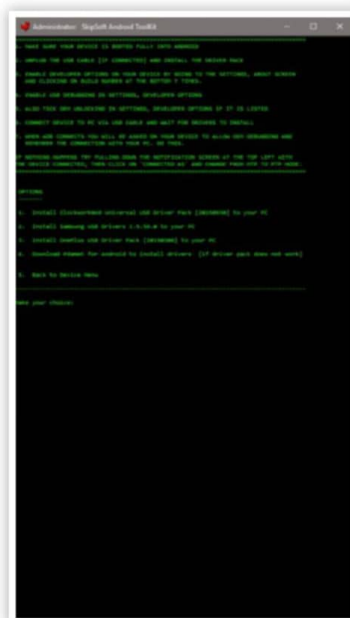 Administrator: SkipSoft Android ToolKit
1. MAKE SURE YOUR DEVICE IS BOOTED FULLY INTO ANDROID
2. UNPLUG THE USB CABLE [IF CONNECTED] AND INSTALL THE DRIVER PACK
3. ENABLE DEVELOPER OPTIONS ON YOUR DEVICE BY GOING TO THE SETTINGS, ABOUT SCREEN
AND CLICKING ON BUILD NUMBER AT THE BOTTOM 7 TIMES.
4. ENABLE USB DEBUGGING IN SETTINGS, DEVELOPER OPTIONS
5. ALSO TICK OEM UNLOCKING IN SETTINGS, DEVELOPER OPTIONS IF IT IS LISTED
6. CONNECT DEVICE TO PC VIA USB CABLE AND WAIT FOR DRIVERS TO INSTALL
7. WHEN ADB CONNECTS YOU WILL BE ASKED ON YOUR DEVICE TO ALLOW USB DEBUGGING AND
REMEMBER THE CONNECTION WITH YOUR PC. DO THIS.
IF NOTHING HAPPENS TRY PULLING DOWN THE NOTIFICATION SCREEN AT THE TOP LEFT WITH
THE DEVICE CONNECTED, THEN CLICK ON 'CONNECTED AS' AND CHANGE FROM MTP TO PTP MODE.
OPTIONS
1. Install ClockworkMod Universal USB Driver Pack to your PC
2. Install Samsung USB Drivers to your PC
3. Install OnePlus USB Driver Pack to your PC
4. Download PdaNet for android to install drivers [if driver pack does not work]
5. Back to Device Menu
Make your choice: